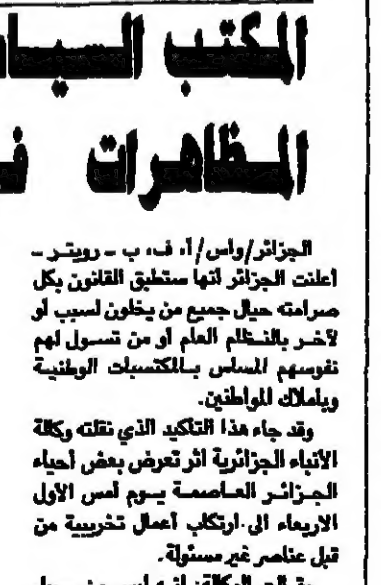 المكتب السيا
المظاهرات ف
الجزائر/واس/أ، ف، ب ــ رويتر ــ
أعلنت الجزائر أنها ستطبق القانون بكل
صرامته حيال جميع من يخلون لسبب أو
لآخر بالنظام العام أو من تسول لهم
نفوسهم المساس بالمكتسبات الوطنية
وبأملاك المواطنين.
وقد جاء هذا التأكيد الذي نقلته وكالة
الأنباء الجزائرية اثر تعرض بعض أحياء
الجزائر العاصمة يوم أمس الأول
الاربعاء الى ارتكاب أعمال تخريبية من
قبل عناصر غير مسئولة.